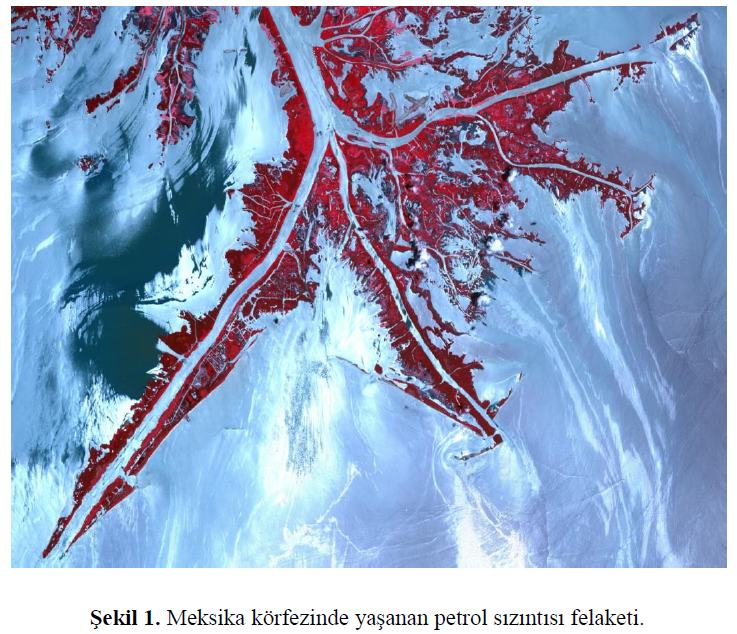 Şekil 1. Meksika körfezinde yaşanan petrol sızıntısı felaketi.